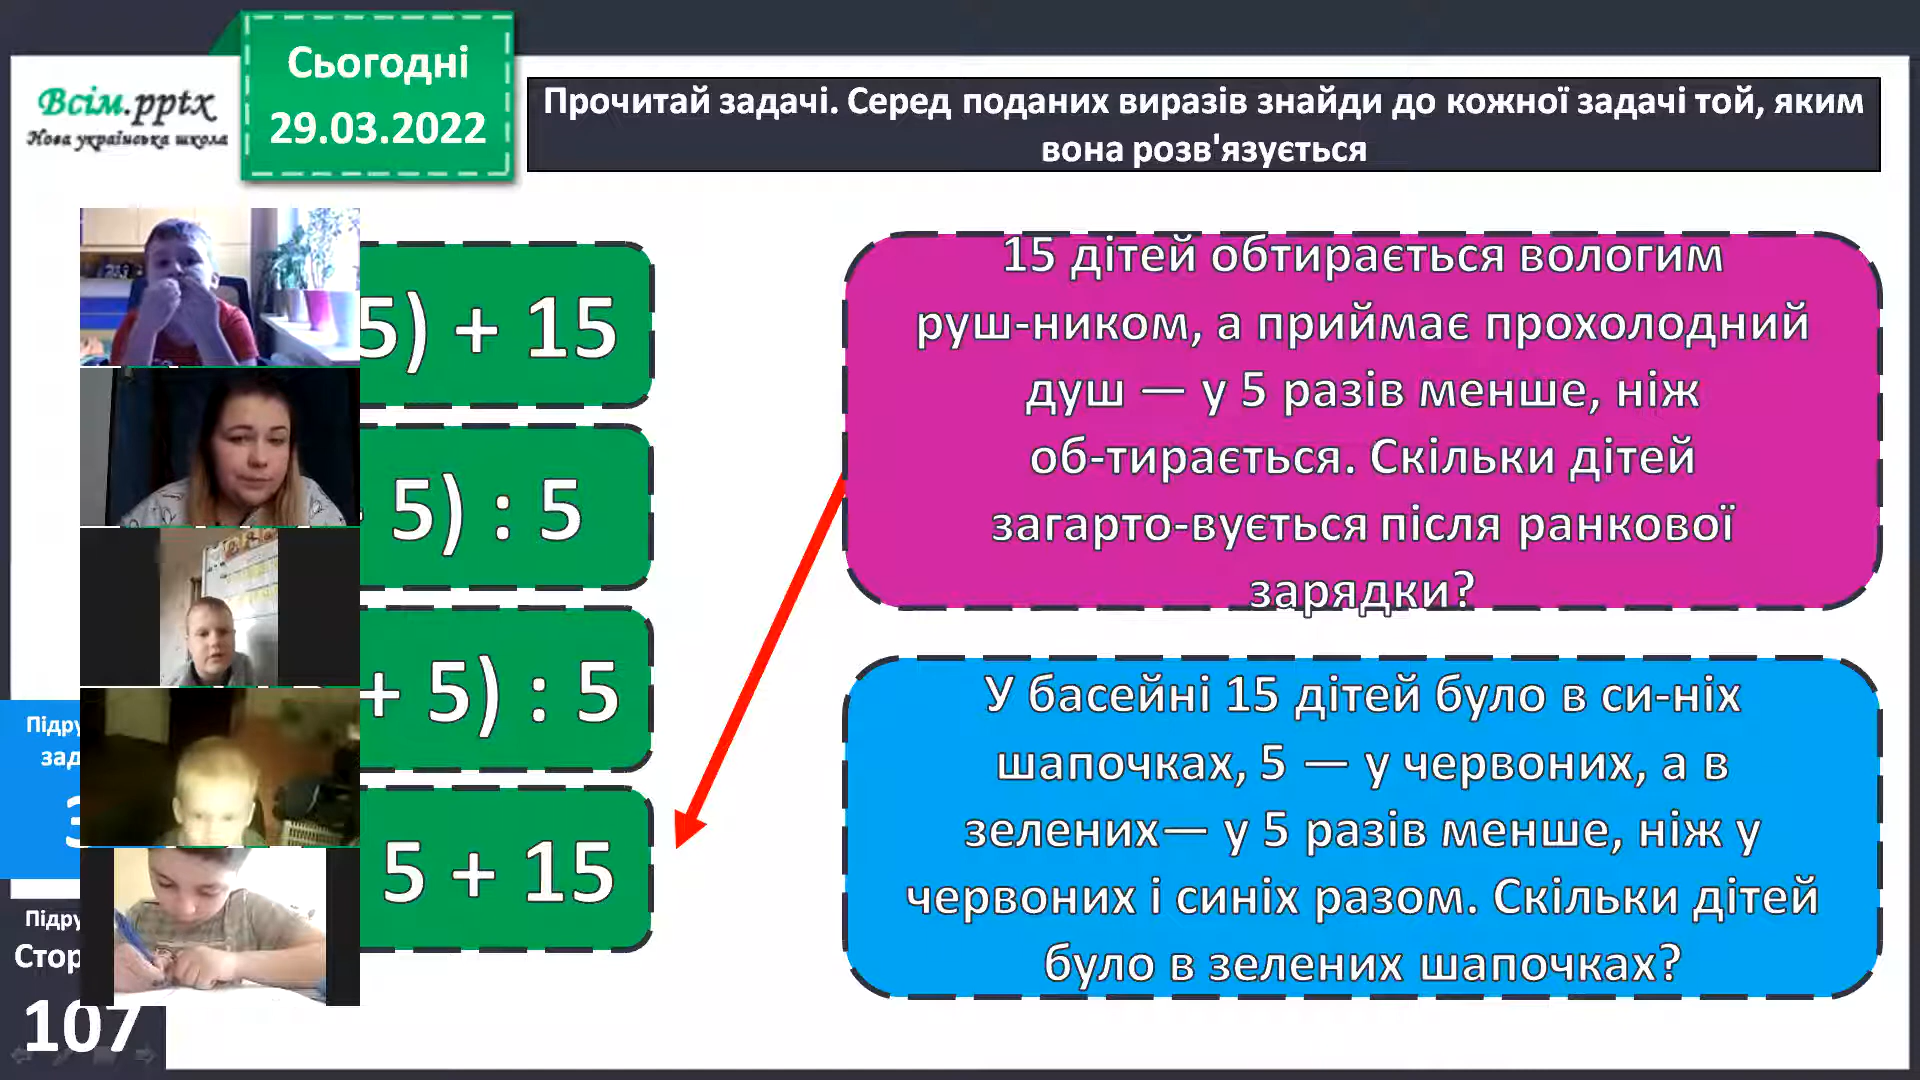 Всім.pptx
Нова українська школа
Сьогодні
29.03.2022
Прочитай задачі. Серед поданих виразів знайди до кожної задачі той, яким
вона розв'язується
5) + 15
5) : 5
+ 5) : 5
5 + 15
15 дітей обтирається вологим
руш-ником, а приймає прохолодний
душ — у 5 разів менше, ніж
об-тирається. Скільки дітей
загарто-вується після ранкової
зарядки?
У басейні 15 дітей було в си-ніх
шапочках, 5 — у червоних, а в
зелених— у 5 разів менше, ніж у
червоних і синіх разом. Скільки дітей
було в зелених шапочках?
Підру
зад
Підру
Стор
107